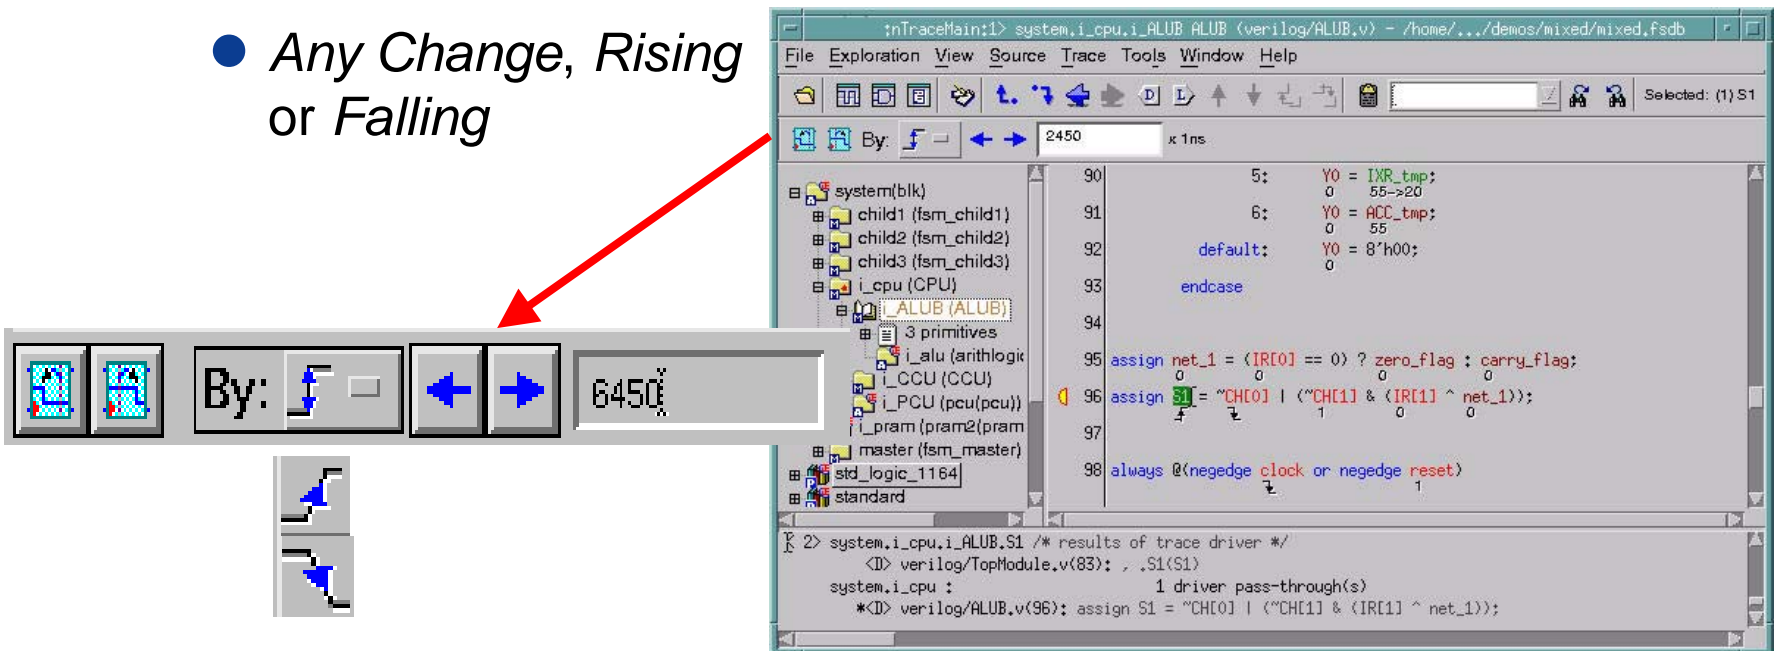 Any Change, Rising
or Falling
:nTraceMain:1> system.i_cpu.i_ALUB ALUB (verilog/ALUB.v) - /home/.../demos/mixed/mixed.fsdb
File Exploration View Source Trace Tools Window Help
Selected: (1) S1
By: 2450 x 1ns
system(blk)
child1 (fsm_child1)
child2 (fsm_child2)
child3 (fsm_child3)
i_cpu (CPU)
i_ALUB (ALUB)
3 primitives
i_alu (arithlogic
i_CCU (CCU)
i_PCU (pcu(pcu))
i_pram (pram2(pram
master (fsm_master)
std_logic_1164
standard
90 5: Y0 = IXR_tmp;
0 55->20
91 6: Y0 = ACC_tmp;
0 55
92 default: Y0 = 8'h00;
0
93 endcase
94
95 assign net_1 = (IR[0] == 0) ? zero_flag : carry_flag;
0 0 0 0
96 assign S1 = ~CH[0] | (~CH[1] & (IR[1] ^ net_1));
1 0 0
97
98 always @(negedge clock or negedge reset)
1
By: 6450
2> system.i_cpu.i_ALUB.S1 /* results of trace driver */
<D> verilog/TopModule.v(83): , .S1(S1)
system.i_cpu : 1 driver pass-through(s)
*<D> verilog/ALUB.v(96): assign S1 = ~CH[0] | (~CH[1] & (IR[1] ^ net_1));